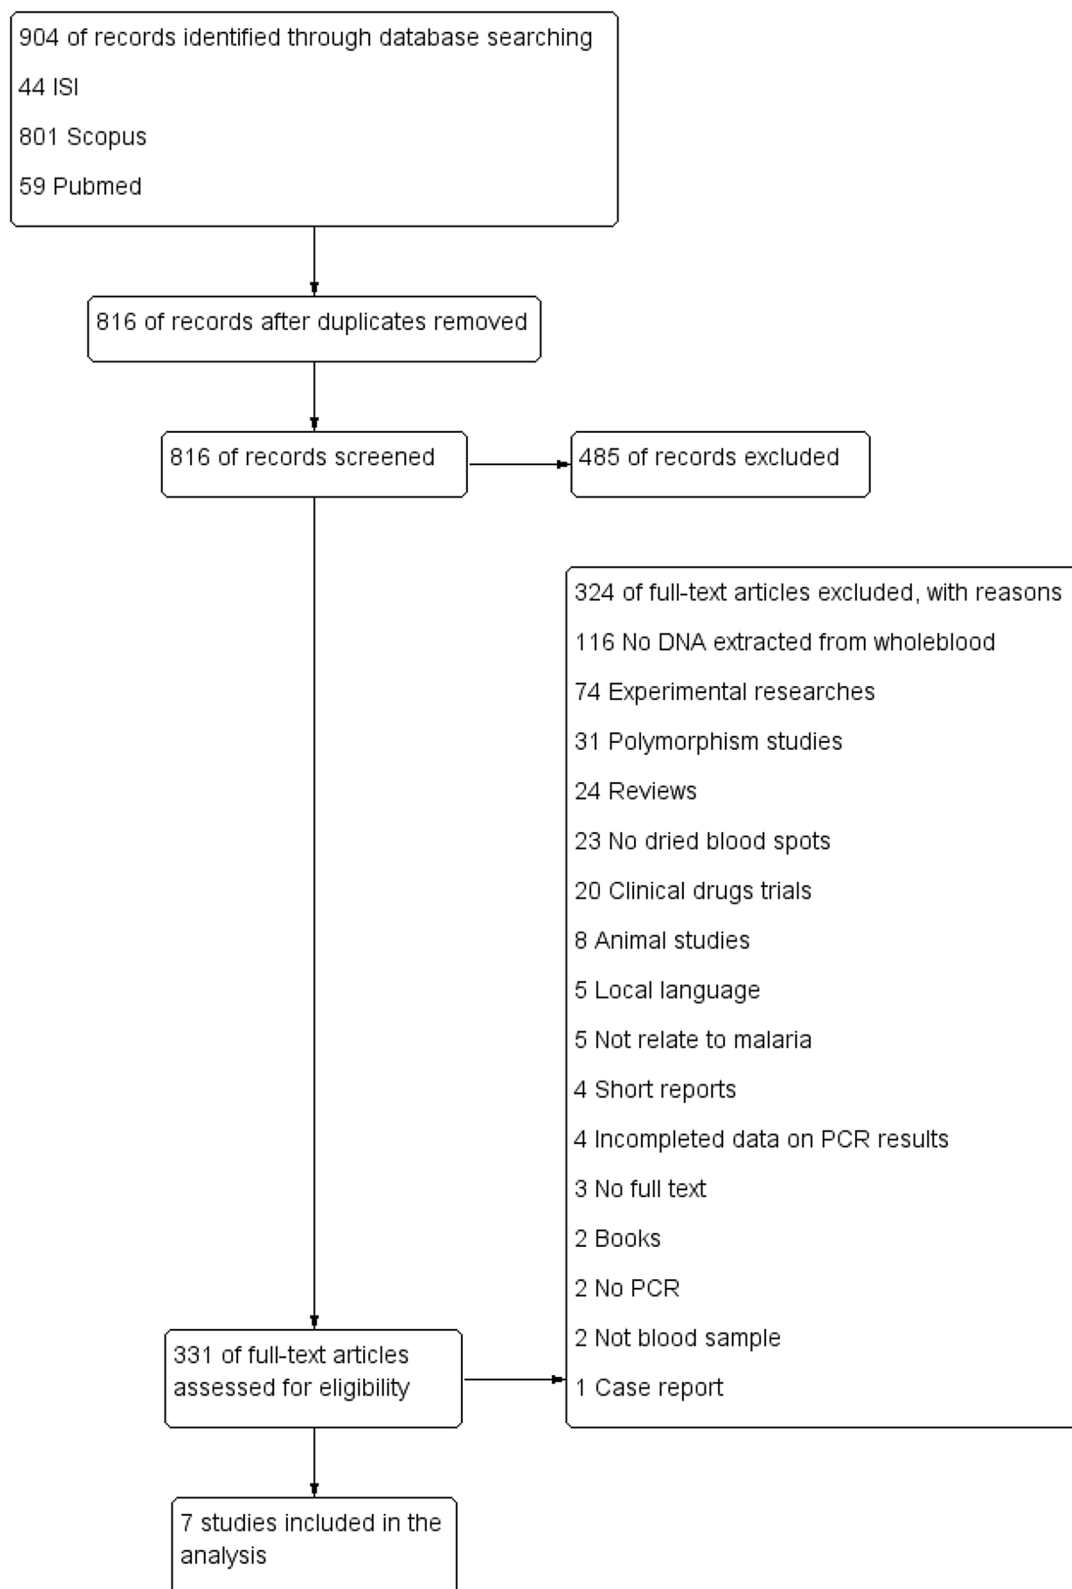 904 of records identified through database searching
44 ISI
801 Scopus
59 Pubmed
816 of records after duplicates removed
816 of records screened
485 of records excluded
324 of full-text articles excluded, with reasons
116 No DNA extracted from wholeblood
74 Experimental researches
31 Polymorphism studies
24 Reviews
23 No dried blood spots
20 Clinical drugs trials
8 Animal studies
5 Local language
5 Not relate to malaria
4 Short reports
4 Incompleted data on PCR results
3 No full text
2 Books
2 No PCR
2 Not blood sample
1 Case report
331 of full-text articles
assessed for eligibility
7 studies included in the
analysis